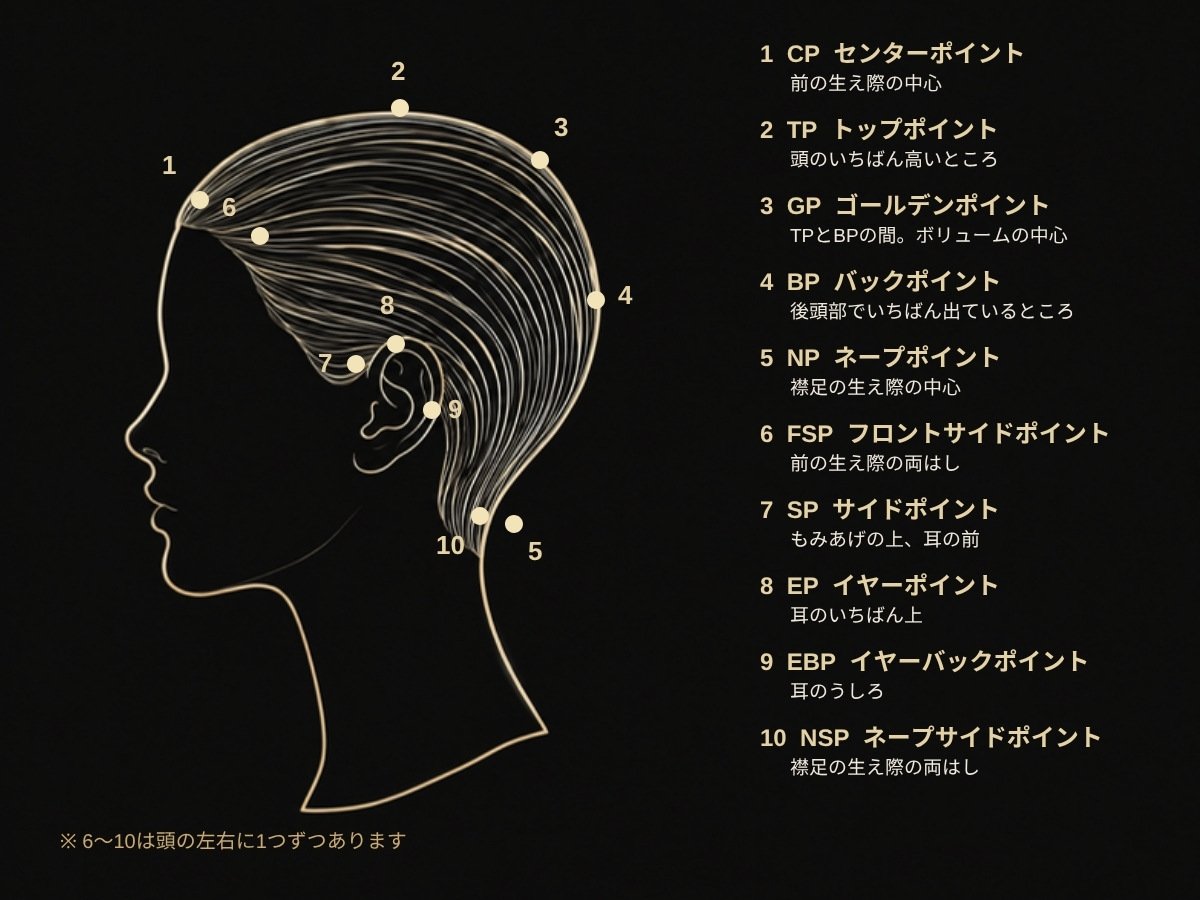 1
2
3
4
5
6
7
8
9
10
1 CP センターポイント
前の生え際の中心
2 TP トップポイント
頭のいちばん高いところ
3 GP ゴールデンポイント
TPとBPの間。ボリュームの中心
4 BP バックポイント
後頭部でいちばん出ているところ
5 NP ネープポイント
襟足の生え際の中心
6 FSP フロントサイドポイント
前の生え際の両はし
7 SP サイドポイント
もみあげの上、耳の前
8 EP イヤーポイント
耳のいちばん上
9 EBP イヤーバックポイント
耳のうしろ
10 NSP ネープサイドポイント
襟足の生え際の両はし
※ 6〜10は頭の左右に1つずつあります